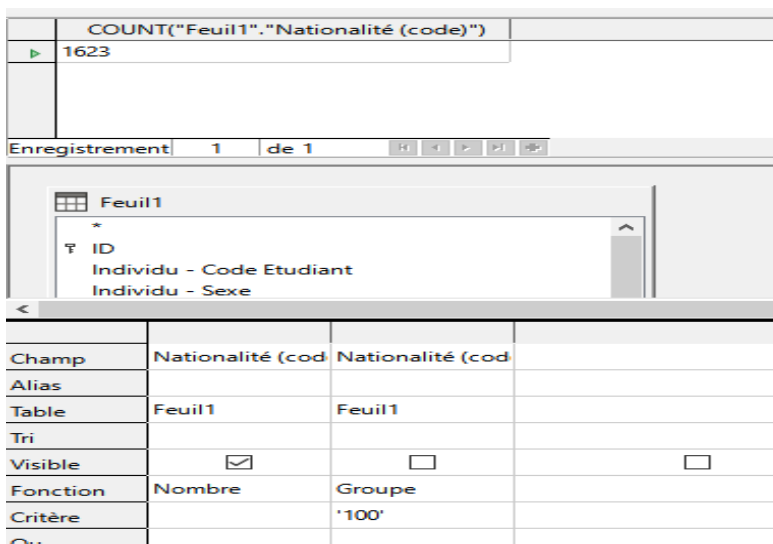 COUNT("Feuil1"."Nationalité (code)")
1623
Enregistrement 1 de 1
Feuil1
*
ID
Individu - Code Etudiant
Individu - Sexe
Champ Nationalité (cod Nationalité (cod
Alias
Table Feuil1 Feuil1
Tri
Visible
Fonction Nombre Groupe
Critère '100'
Ou